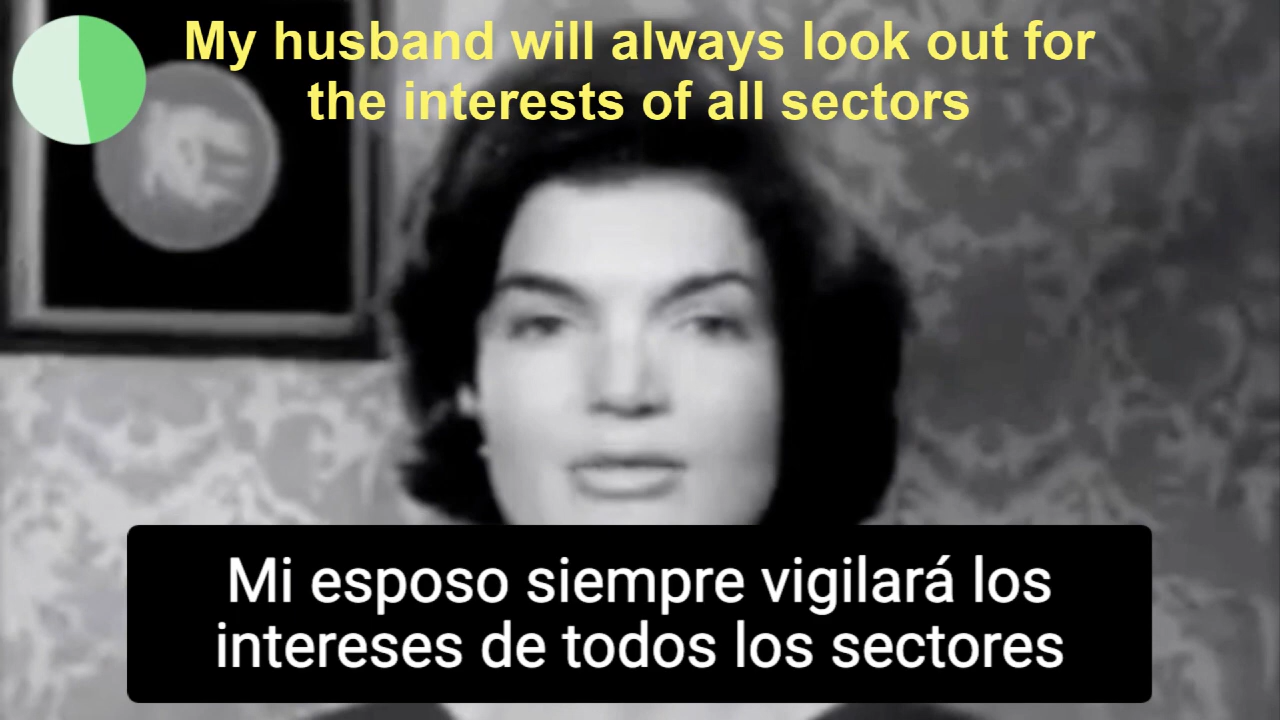 My husband will always look out for
the interests of all sectors
Mi esposo siempre vigilará los
intereses de todos los sectores